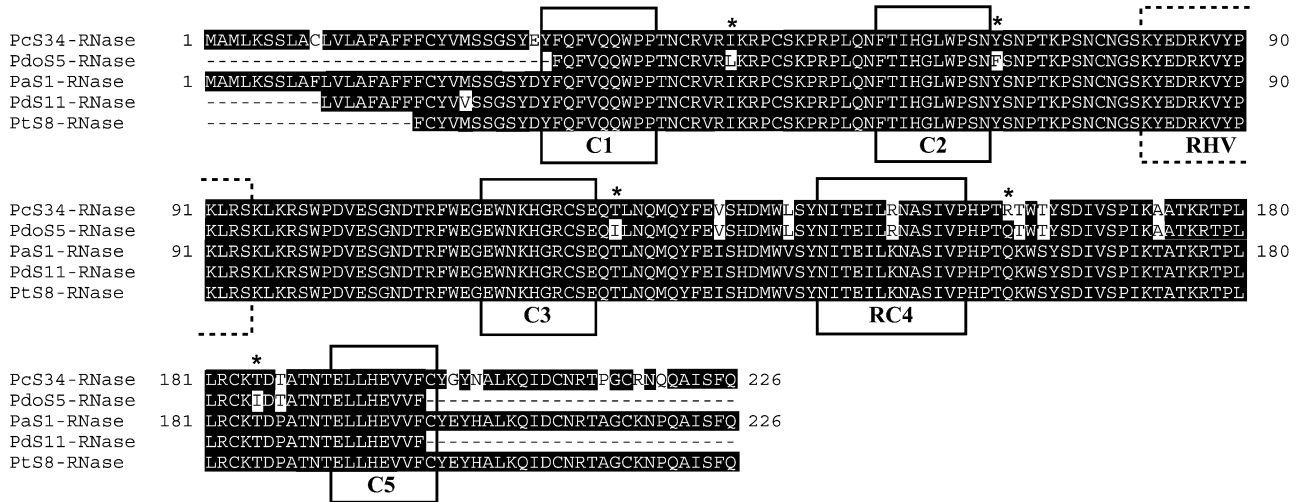 * *
PcS34-RNase 1 MAMLKSSLACLVLAFAFFFCYVMSSGSYEYFQFVQQWPPTNCRVRIKRPCSKPRPLQNFTIHGLWPSNYSNPTKPSNCNGSKYEDRKVYP 90
PdoS5-RNase ------------------------------FQFVQQWPPTNCRVRLKRPCSKPRPLQNFTIHGLWPSNFSNPTKPSNCNGSKYEDRKVYP
PaS1-RNase 1 MAMLKSSLAFLVLAFAFFFCYVMSSGSYDYFQFVQQWPPTNCRVRIKRPCSKPRPLQNFTIHGLWPSNYSNPTKPSNCNGSKYEDRKVYP 90
PdS11-RNase ----------LVLAFAFFFCYVVSSGSYDYFQFVQQWPPTNCRVRIKRPCSKPRPLQNFTIHGLWPSNYSNPTKPSNCNGSKYEDRKVYP
PtS8-RNase ------------------FCYVMSSGSYDYFQFVQQWPPTNCRVRIKRPCSKPRPLQNFTIHGLWPSNYSNPTKPSNCNGSKYEDRKVYP
C1 C2 RHV
* *
PcS34-RNase 91 KLRSKLKRSWPDVESGNDTRFWEGEWNKHGRCSEQTLNQMQYFEVSHDMWLSYNITEILRNASIVPHPTRTWTYSDIVSPIKAATKRTPL 180
PdoS5-RNase KLRSKLKRSWPDVESGNDTRFWEGEWNKHGRCSEQILNQMQYFEVSHDMWLSYNITEILRNASIVPHPTQTWTYSDIVSPIKAATKRTPL
PaS1-RNase 91 KLRSKLKRSWPDVESGNDTRFWEGEWNKHGRCSEQTLNQMQYFEISHDMWVSYNITEILKNASIVPHPTQKWSYSDIVSPIKTATKRTPL 180
PdS11-RNase KLRSKLKRSWPDVESGNDTRFWEGEWNKHGRCSEQTLNQMQYFEISHDMWVSYNITEILKNASIVPHPTQKWSYSDIVSPIKTATKRTPL
PtS8-RNase KLRSKLKRSWPDVESGNDTRFWEGEWNKHGRCSEQTLNQMQYFEISHDMWVSYNITEILKNASIVPHPTQKWSYSDIVSPIKTATKRTPL
C3 RC4
*
PcS34-RNase 181 LRCKTDTATNTELLHEVVFCYGYNALKQIDCNRTPGCRNQQAISFQ 226
PdoS5-RNase LRCKIDTATNTELLHEVVF---------------------------
PaS1-RNase 181 LRCKTDPATNTELLHEVVFCYEYHALKQIDCNRTAGCKNPQAISFQ 226
PdS11-RNase LRCKTDPATNTELLHEVVF---------------------------
PtS8-RNase LRCKTDPATNTELLHEVVFCYEYHALKQIDCNRTAGCKNPQAISFQ
C5